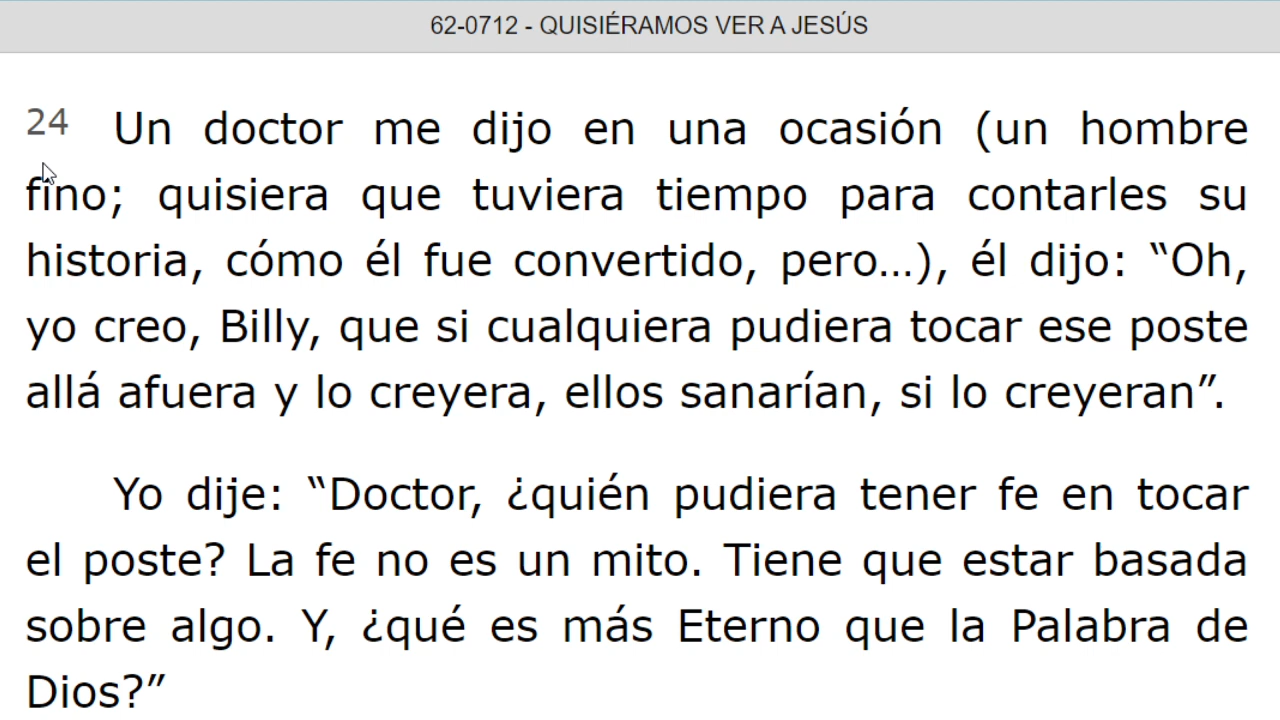 62-0712 - QUISIÉRAMOS VER A JESÚS
24 Un doctor me dijo en una ocasión (un hombre
fino; quisiera que tuviera tiempo para contarles su
historia, cómo él fue convertido, pero...), él dijo: “Oh,
yo creo, Billy, que si cualquiera pudiera tocar ese poste
allá afuera y lo creyera, ellos sanarían, si lo creyeran”.
Yo dije: “Doctor, ¿quién pudiera tener fe en tocar
el poste? La fe no es un mito. Tiene que estar basada
sobre algo. Y, ¿qué es más Eterno que la Palabra de
Dios?”